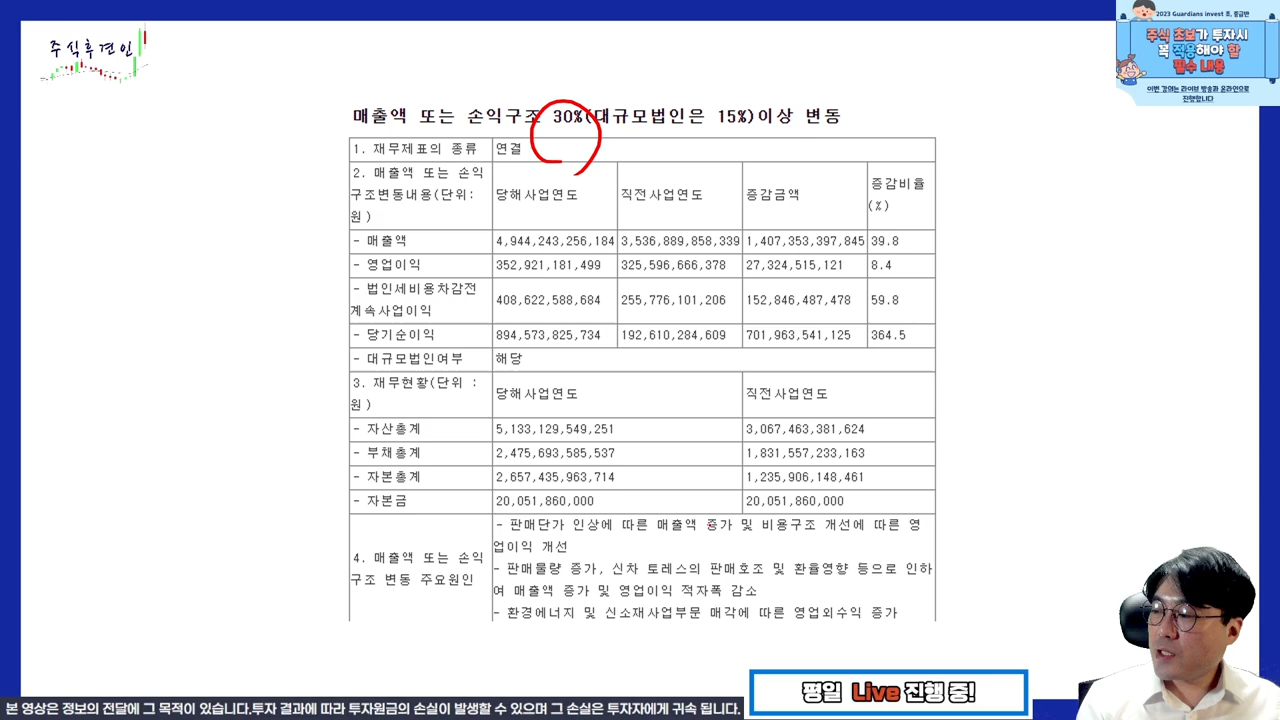 주식후견인
2023 Guardians invest 초, 중급반
주식 초보가 투자시
꼭 적용해야 할
필수 내용
이번 강의는 라이브 방송과 온라인으로
진행합니다
매출액 또는 손익구조 30%(대규모법인은 15%)이상 변동
1. 재무제표의 종류 연결
2. 매출액 또는 손익
구조변동내용(단위:
원)
당해사업연도 직전사업연도 증감금액 증감비율
(%)
- 매출액 4,944,243,256,184 3,536,889,858,339 1,407,353,397,845 39.8
- 영업이익 352,921,181,499 325,596,666,378 27,324,515,121 8.4
- 법인세비용차감전
계속사업이익
408,622,588,684 255,776,101,206 152,846,487,478 59.8
- 당기순이익 894,573,825,734 192,610,284,609 701,963,541,125 364.5
- 대규모법인여부 해당
3. 재무현황(단위 :
원)
당해사업연도 직전사업연도
- 자산총계 5,133,129,549,251 3,067,463,381,624
- 부채총계 2,475,693,585,537 1,831,557,233,163
- 자본총계 2,657,435,963,714 1,235,906,148,461
- 자본금 20,051,860,000 20,051,860,000
4. 매출액 또는 손익
구조 변동 주요원인
- 판매단가 인상에 따른 매출액 증가 및 비용구조 개선에 따른 영
업이익 개선
- 판매물량 증가, 신차 토레스의 판매호조 및 환율영향 등으로 인하
여 매출액 증가 및 영업이익 적자폭 감소
- 환경에너지 및 신소재사업부문 매각에 따른 영업외수익 증가
평일 Live 진행 중!
본 영상은 정보의 전달에 그 목적이 있습니다.투자 결과에 따라 투자원금의 손실이 발생할 수 있으며 그 손실은 투자자에게 귀속 됩니다.